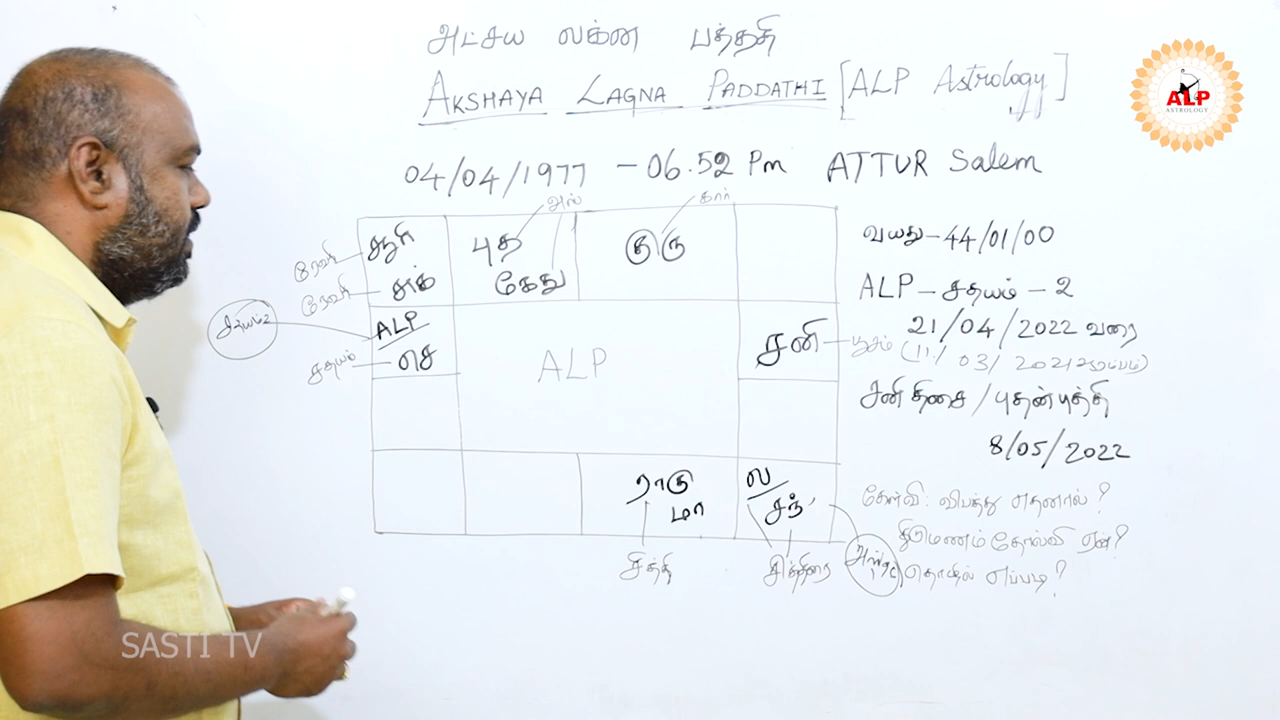 அட்சய லக்ன பத்ததி
AKSHAYA LAGNA PADDATHI [ALP Astrology]
ALP
ASTROLOGY
04/04/1977 – 06.52 Pm ATTUR Salem
அஸ்
கார்
ரேவதி சூரி
புத
குரு
ரேவதி சுக்
கேது
வயது – 44/01/00
ALP – சதயம் – 2
21/04/2022 வரை
ALP
சதயம் செ
ALP
சனி
பூசம்
சனி திசை / புதன் புத்தி
8/05/2022
ராகு
மா
ல
சந்
சித்தி
சித்திரை
கேள்வி: விபத்து எதனால்?
திருமணம் தோல்வி ஏன்?
தொழில் எப்படி?
SASTI TV